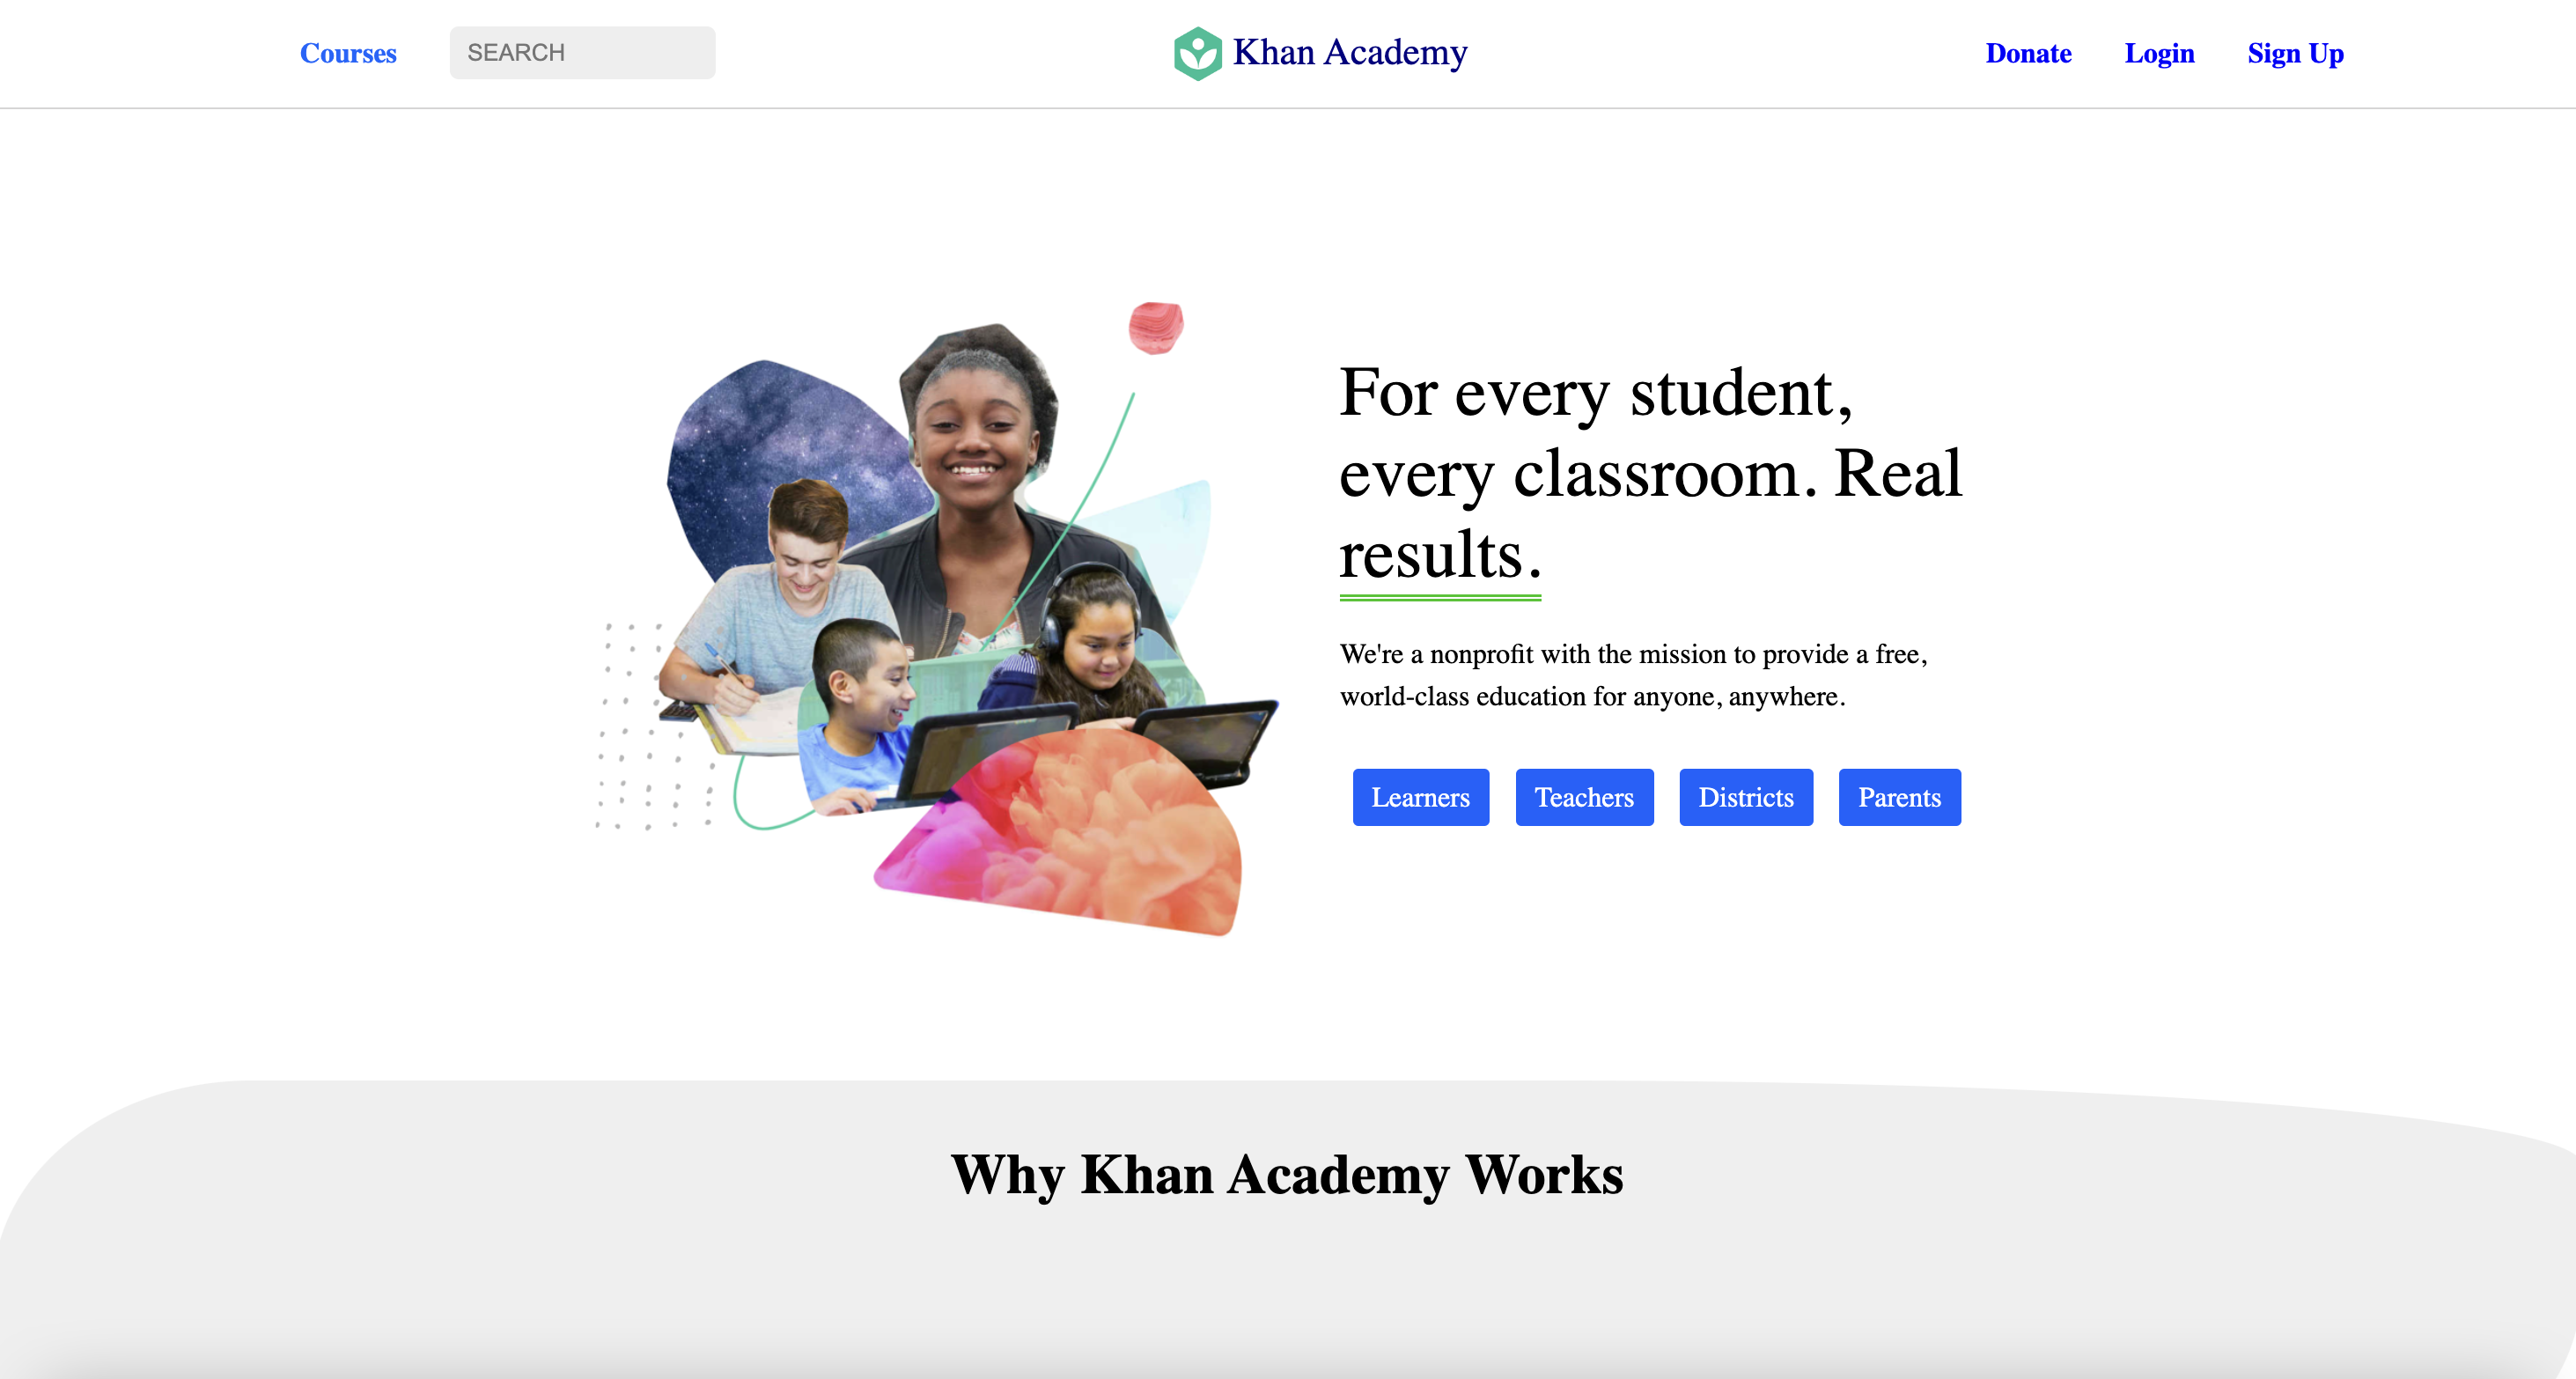 Courses
SEARCH
Khan Academy
Donate
Login
Sign Up
For every student,
every classroom. Real
results.
We're a nonprofit with the mission to provide a free,
world-class education for anyone, anywhere.
Learners
Teachers
Districts
Parents
Why Khan Academy Works